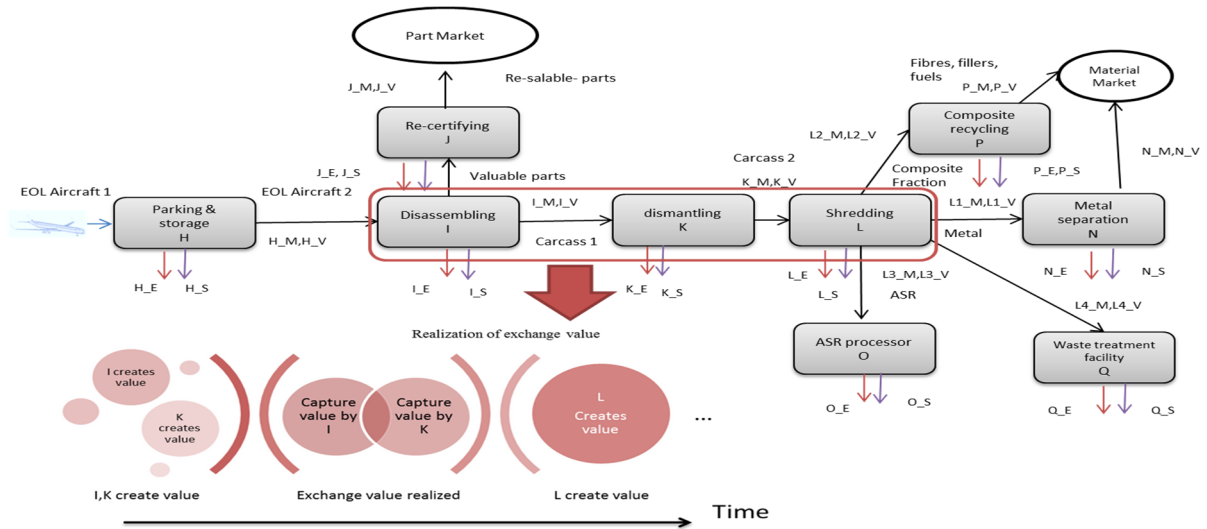 Part Market
J_M,J_V
Re-salable- parts
Re-certifying
J
J_E, J_S
Valuable parts
EOL Aircraft 1
EOL Aircraft 2
Parking &
storage
H
H_M,H_V
H_E
H_S
Disassembling
I
I_M,I_V
Carcass 1
I_E
I_S
dismantling
K
K_E
K_S
Carcass 2
K_M,K_V
Shredding
L
L_E
L_S
L2_M,L2_V
Composite
Fraction
L1_M,L1_V
Metal
L3_M,L3_V
ASR
L4_M,L4_V
Fibres, fillers,
fuels
P_M,P_V
Material
Market
Composite
recycling
P
P_E,P_S
N_M,N_V
Metal
separation
N
N_E
N_S
ASR processor
O
O_E
O_S
Waste treatment
facility
Q
Q_E
Q_S
Realization of exchange value
I creates
value
K
creates
value
Capture
value by
I
Capture
value by
K
L
Creates
value
...
I,K create value
Exchange value realized
L create value
Time